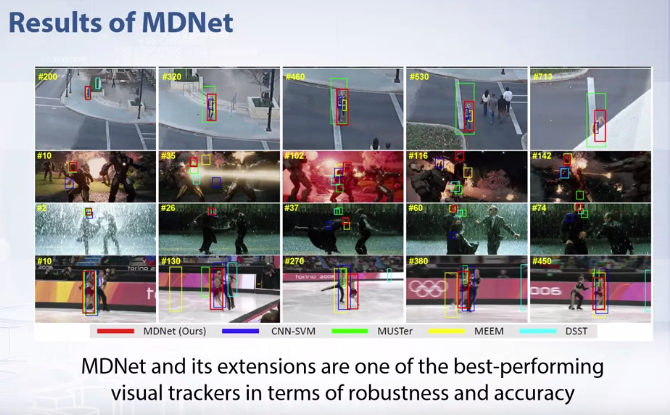 Results of MDNet
#200 #320 #460 #530 #713
#10 #35 #102 #116 #142
#2 #26 #37 #60 #74
#10 #130 #270 #380 #450
MDNet (Ours) CNN-SVM MUSTer MEEM DSST
MDNet and its extensions are one of the best-performing
visual trackers in terms of robustness and accuracy